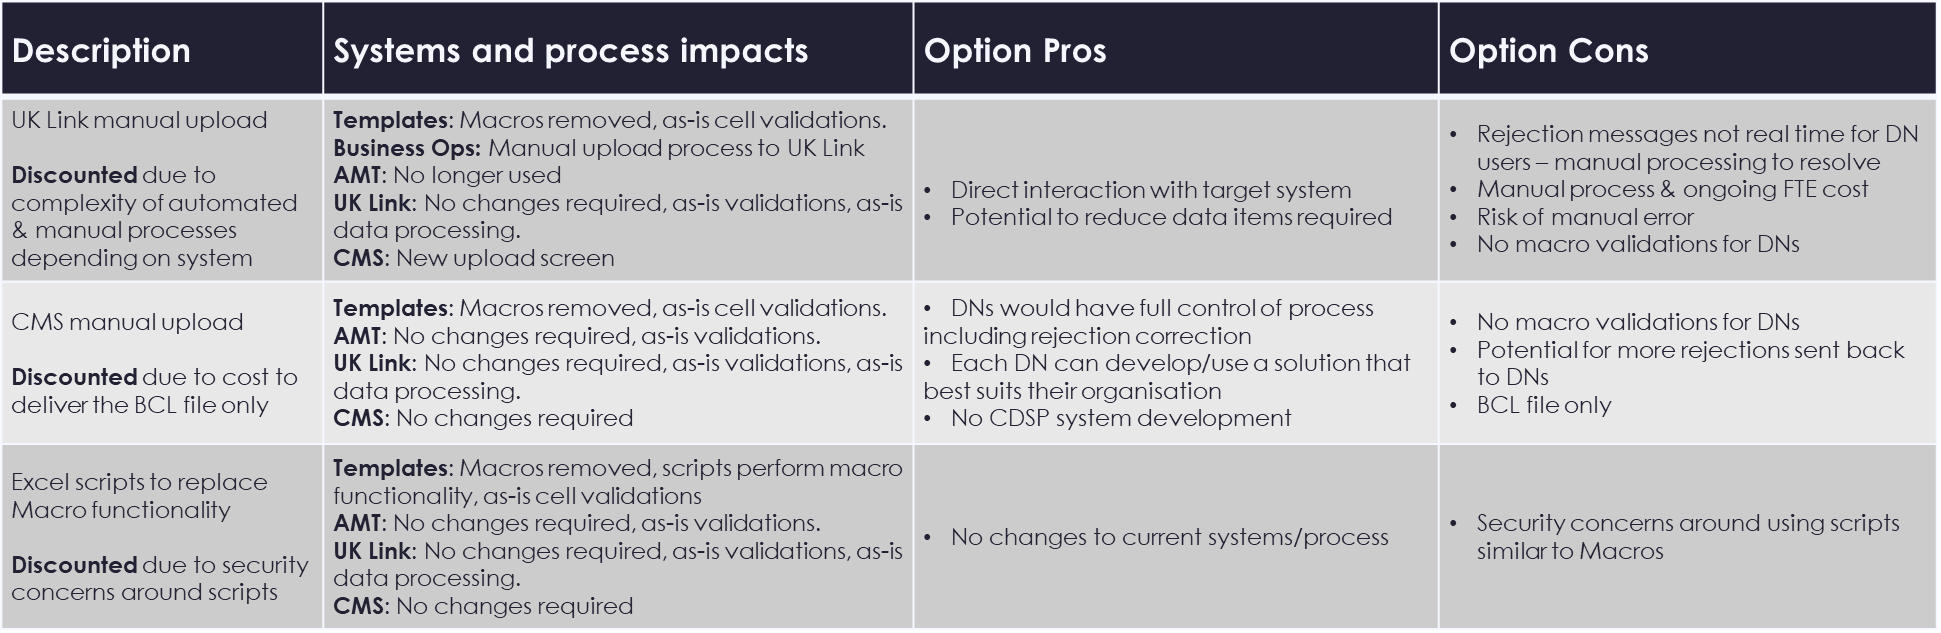 Description
Systems and process impacts
Option Pros
Option Cons
UK Link manual upload
Discounted due to
complexity of automated
& manual processes
depending on system
Templates: Macros removed, as-is cell validations.
Business Ops: Manual upload process to UK Link
AMT: No longer used
UK Link: No changes required, as-is validations, as-is
data processing.
CMS: New upload screen
• Direct interaction with target system
• Potential to reduce data items required
• Rejection messages not real time for DN
users – manual processing to resolve
• Manual process & ongoing FTE cost
• Risk of manual error
• No macro validations for DNs
CMS manual upload
Discounted due to cost to
deliver the BCL file only
Templates: Macros removed, as-is cell validations.
AMT: No changes required, as-is validations.
UK Link: No changes required, as-is validations, as-is
data processing.
CMS: No changes required
• DNs would have full control of process
including rejection correction
• Each DN can develop/use a solution that
best suits their organisation
• No CDSP system development
• No macro validations for DNs
• Potential for more rejections sent back
to DNs
• BCL file only
Excel scripts to replace
Macro functionality
Discounted due to security
concerns around scripts
Templates: Macros removed, scripts perform macro
functionality, as-is cell validations
AMT: No changes required, as-is validations.
UK Link: No changes required, as-is validations, as-is
data processing.
CMS: No changes required
• No changes to current systems/process
• Security concerns around using scripts
similar to Macros